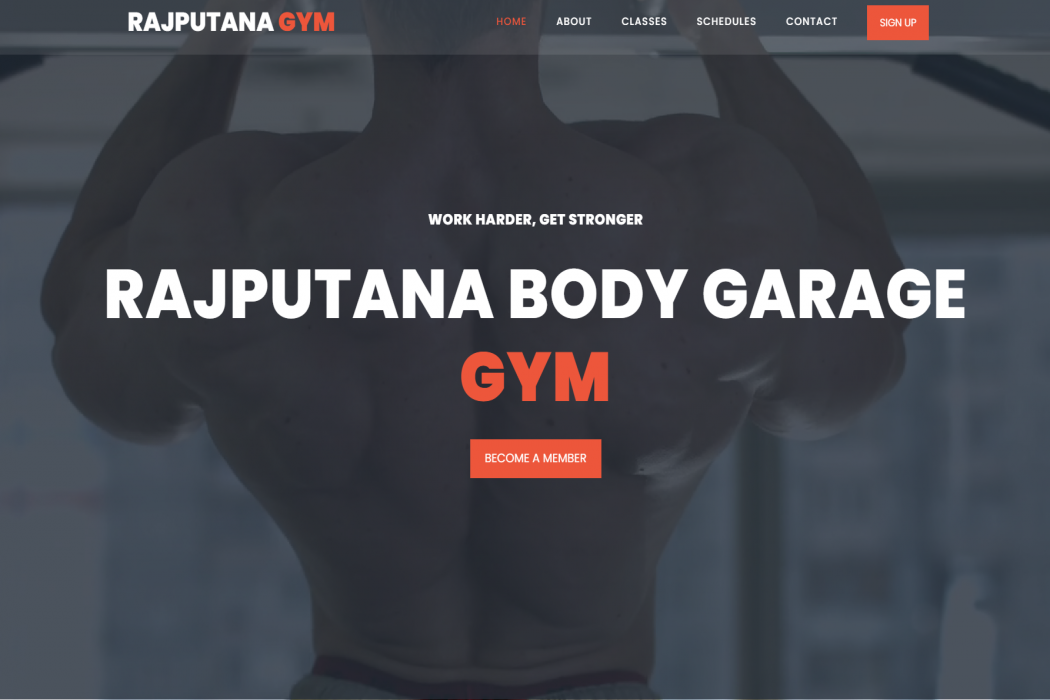 RAJPUTANA GYM
HOME ABOUT CLASSES SCHEDULES CONTACT SIGN UP
WORK HARDER, GET STRONGER
RAJPUTANA BODY GARAGE
GYM
BECOME A MEMBER